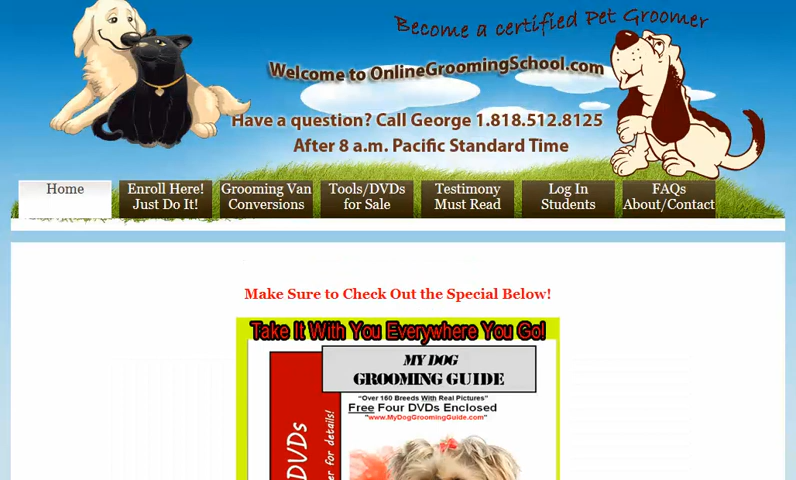 Become a certified Pet Groomer
Welcome to OnlineGroomingSchool.com
Have a question? Call George 1.818.512.8125
After 8 a.m. Pacific Standard Time
Home
Enroll Here!
Just Do It!
Grooming Van
Conversions
Tools/DVDs
for Sale
Testimony
Must Read
Log In
Students
FAQs
About/Contact
Make Sure to Check Out the Special Below!
Take It With You Everywhere You Go!
MY DOG
GROOMING GUIDE
"Over 160 Breeds With Real Pictures"
Free Four DVDs Enclosed
"www.MyDogGroomingGuide.com"
DVDs
er for details!